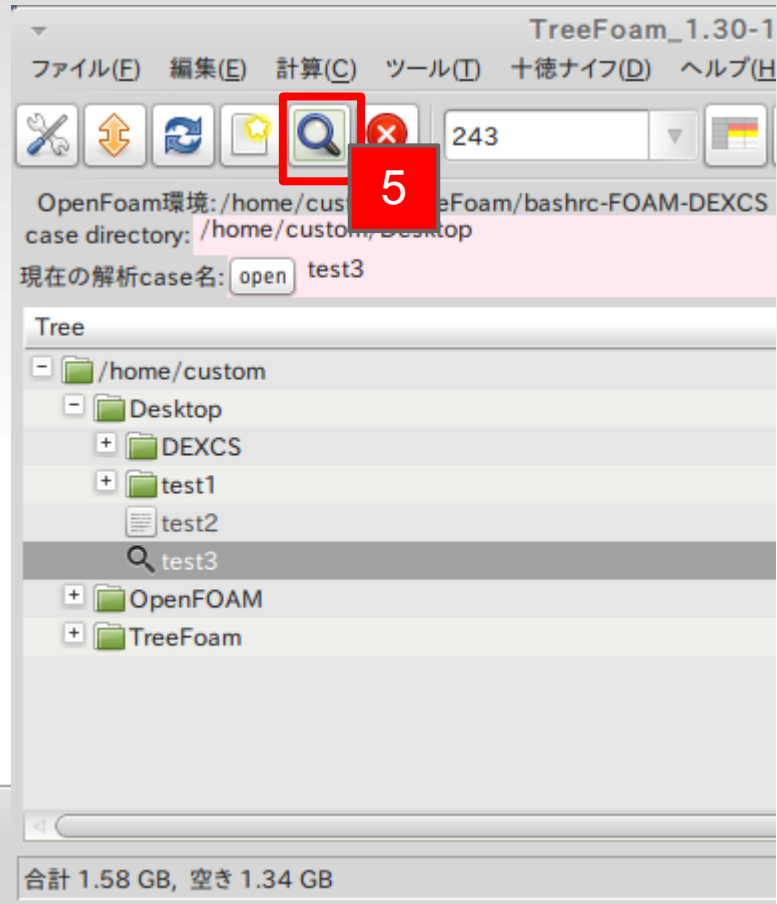 TreeFoam_1.30-1
ファイル(F) 編集(E) 計算(C) ツール(T) 十徳ナイフ(D) ヘルプ(H
243
5
OpenFoam環境:/home/cus eFoam/bashrc-FOAM-DEXCS
case directory: /home/custom/Desktop
現在の解析case名: open test3
Tree
/home/custom
Desktop
DEXCS
test1
test2
test3
OpenFOAM
TreeFoam
合計 1.58 GB, 空き 1.34 GB